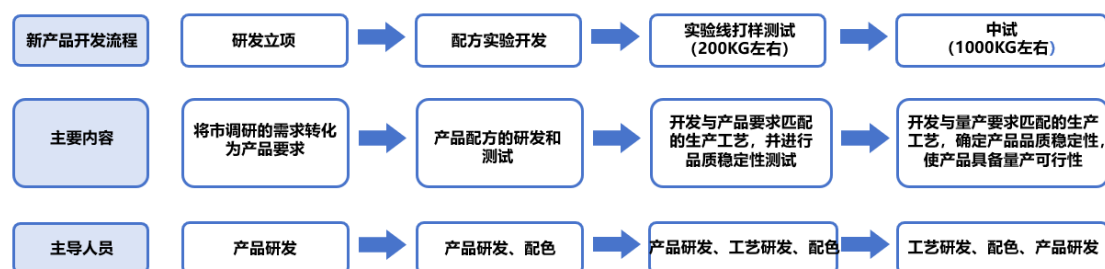 新产品开发流程
研发立项
配方实验开发
实验线打样测试
（200KG左右）
中试
（1000KG左右）
主要内容
将市调研的需求转化
为产品要求
产品配方的研发和
测试
开发与产品要求匹配
的生产工艺，并进行
品质稳定性测试
开发与量产要求匹配的生产
工艺，确定产品品质稳定性，
使产品具备量产可行性
主导人员
产品研发
产品研发、配色
产品研发、工艺研发、配色
工艺研发、配色、产品研发